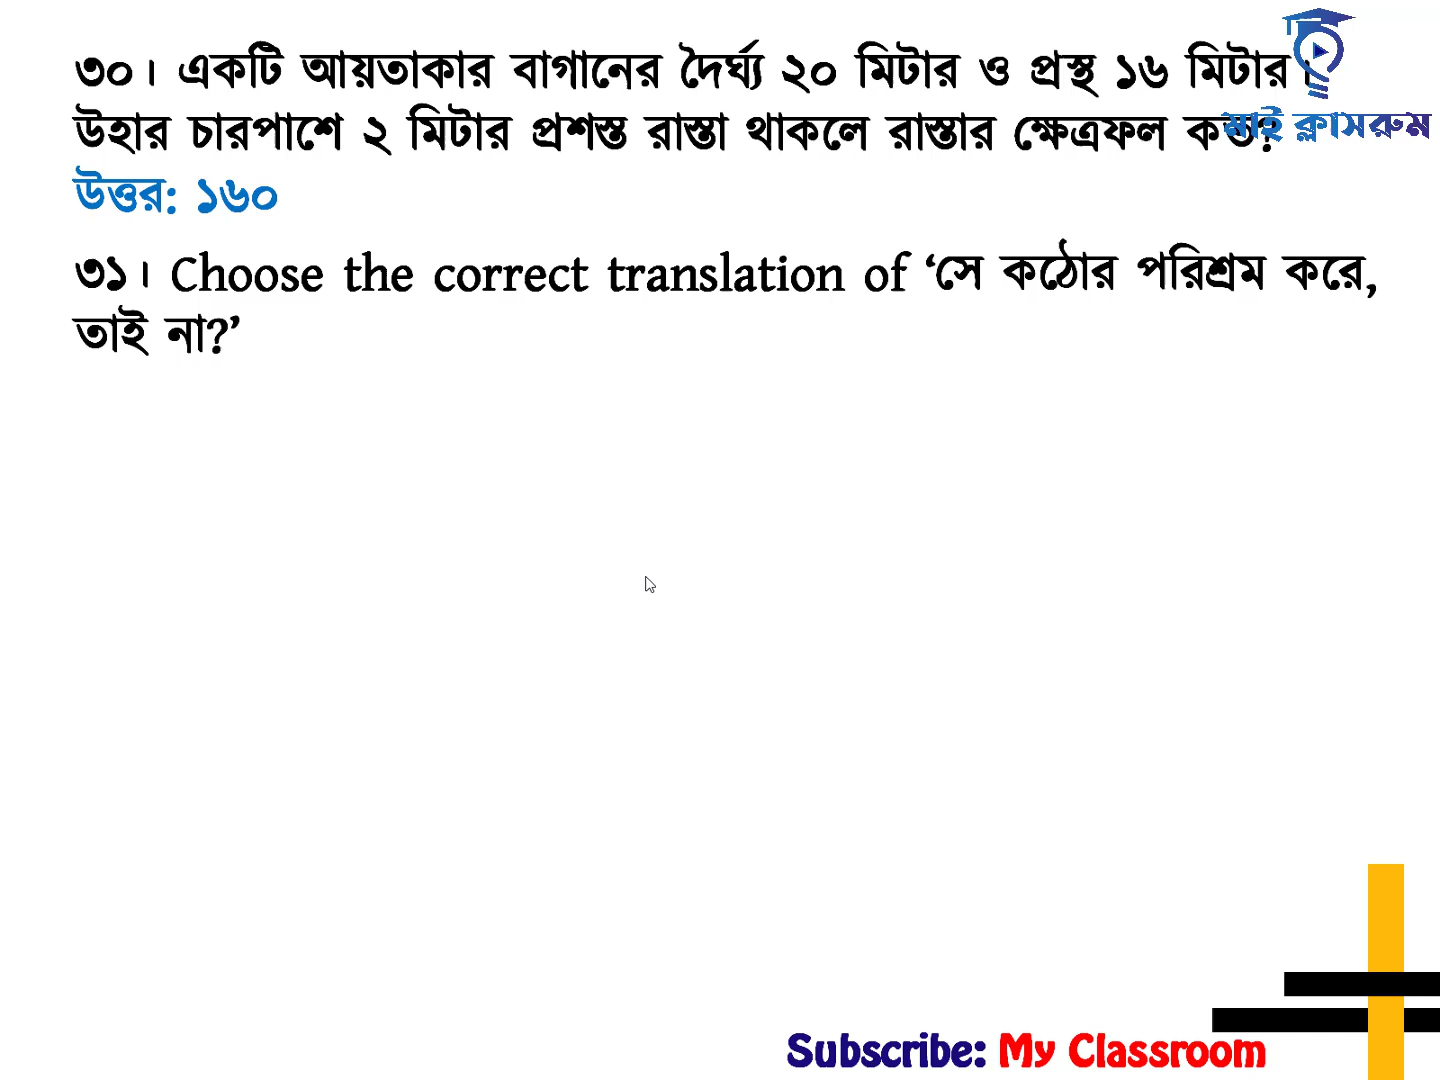 ৩০। একটি আয়তাকার বাগানের দৈর্ঘ্য ২০ মিটার ও প্রস্থ ১৬ মিটার।
উহার চারপাশে ২ মিটার প্রশস্ত রাস্তা থাকলে রাস্তার ক্ষেত্রফল কত?
মাই ক্লাসরুম
উত্তর: ১৬০
৩১। Choose the correct translation of ‘সে কঠোর পরিশ্রম করে,
তাই না?’
Subscribe: My Classroom